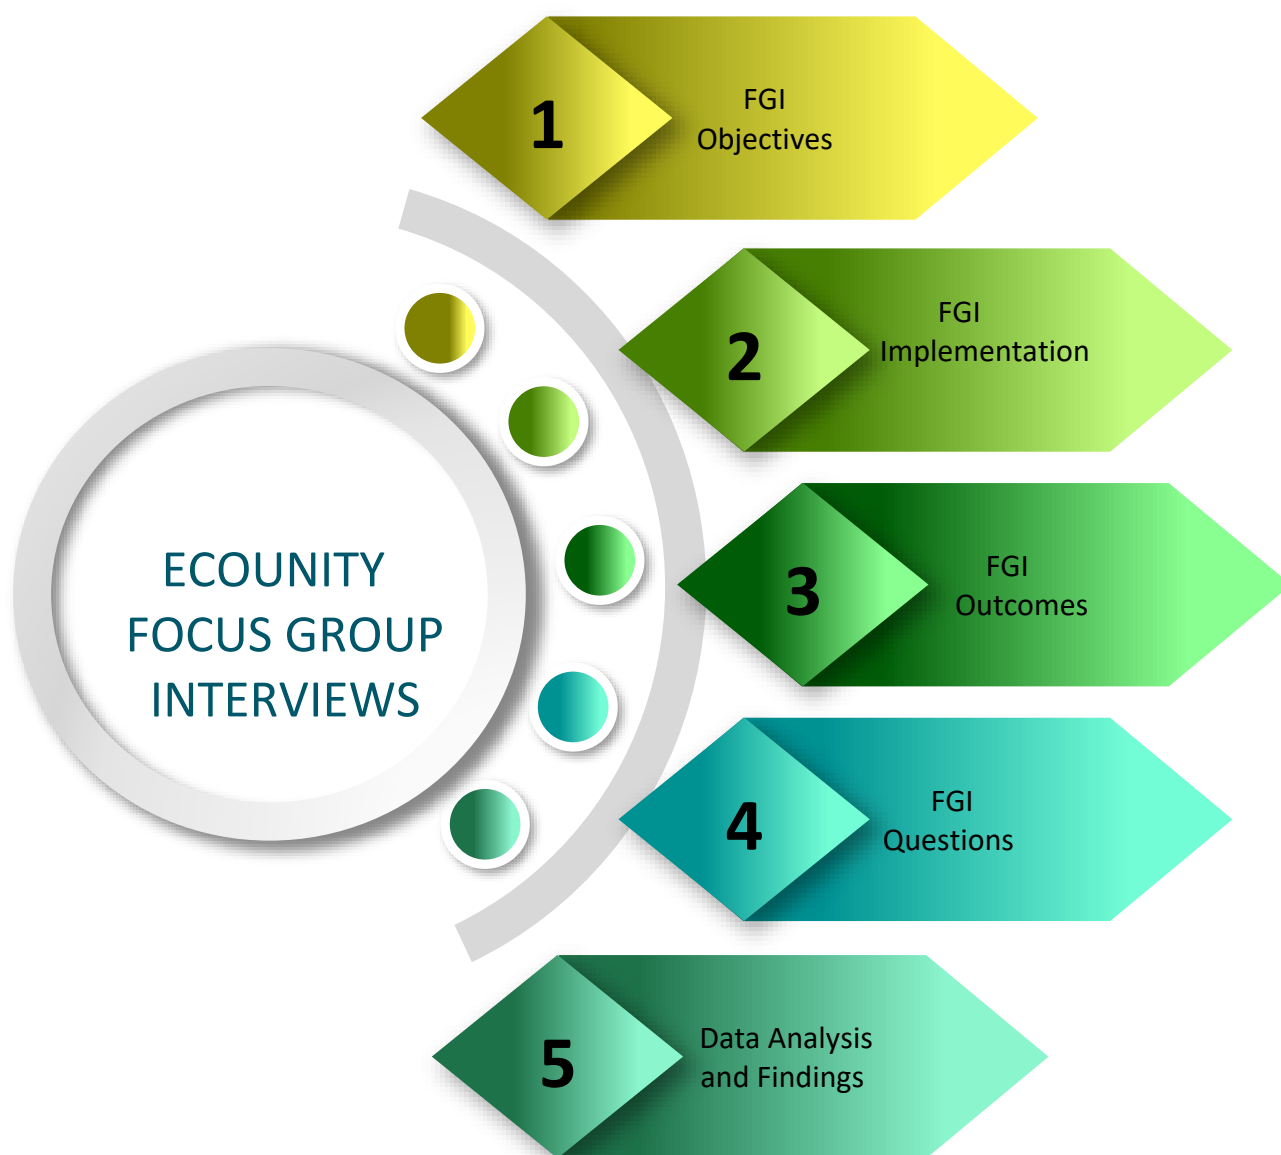 ECOUNITY
FOCUS GROUP
INTERVIEWS
1
FGI
Objectives
2
FGI
Implementation
3
FGI
Outcomes
4
FGI
Questions
5
Data Analysis
and Findings